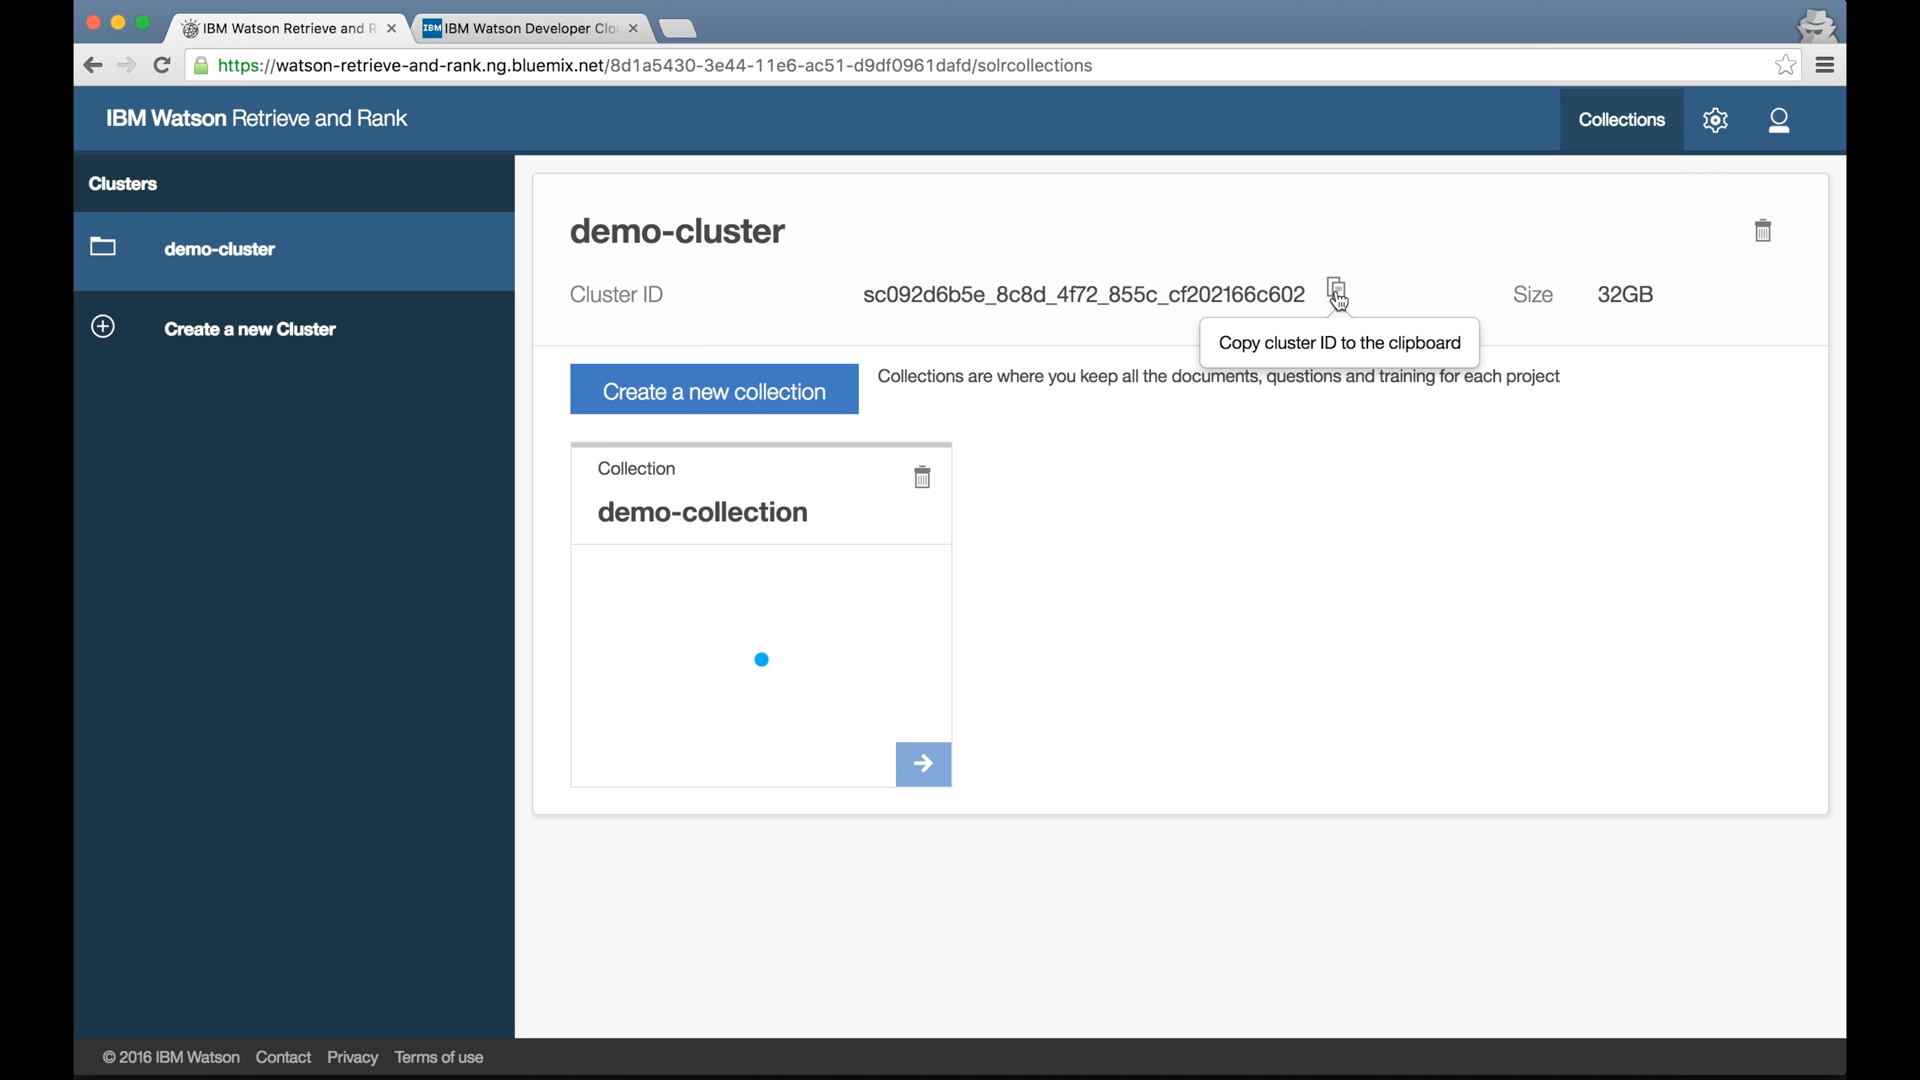 IBM Watson Retrieve and R
IBM IBM Watson Developer Clou
https://watson-retrieve-and-rank.ng.bluemix.net/8d1a5430-3e44-11e6-ac51-d9df0961dafd/solrcollections
IBM Watson Retrieve and Rank
Collections
Clusters
demo-cluster
Create a new Cluster
demo-cluster
Cluster ID sc092d6b5e_8c8d_4f72_855c_cf202166c602 Size 32GB
Copy cluster ID to the clipboard
Create a new collection
Collections are where you keep all the documents, questions and training for each project
Collection
demo-collection
© 2016 IBM Watson Contact Privacy Terms of use